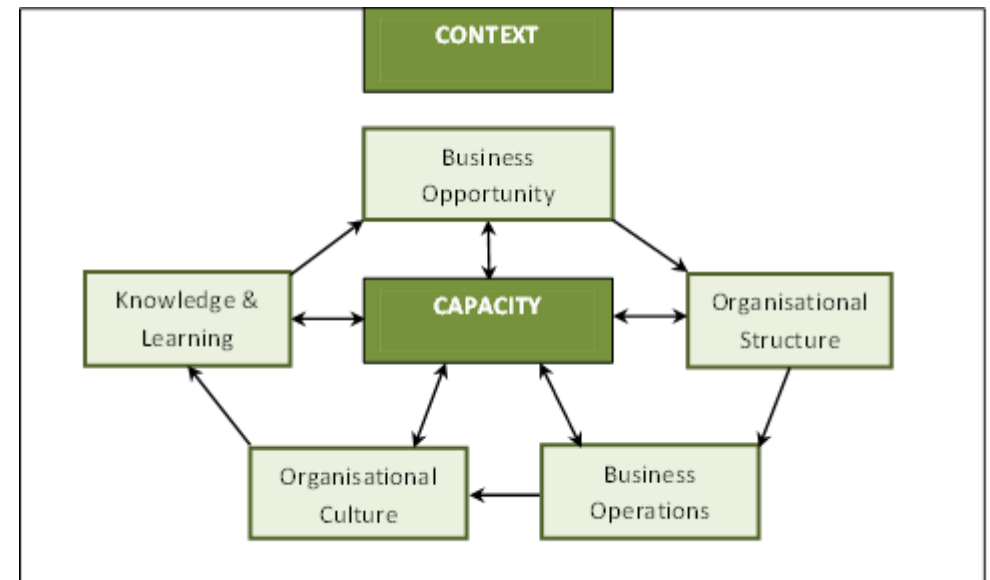 CONTEXT
Business
Opportunity
Knowledge &
Learning
CAPACITY
Organisational
Structure
Organisational
Culture
Business
Operations